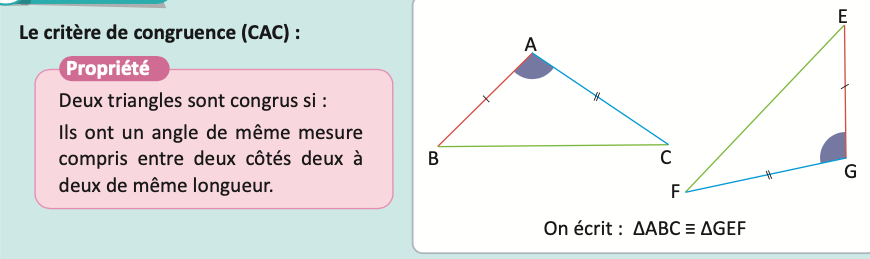 Le critère de congruence (CAC) :
Propriété
Deux triangles sont congrus si :
Ils ont un angle de même mesure
compris entre deux côtés deux à
deux de même longueur.
A
B
C
E
F
G
On écrit : ΔABC ≡ ΔGEF